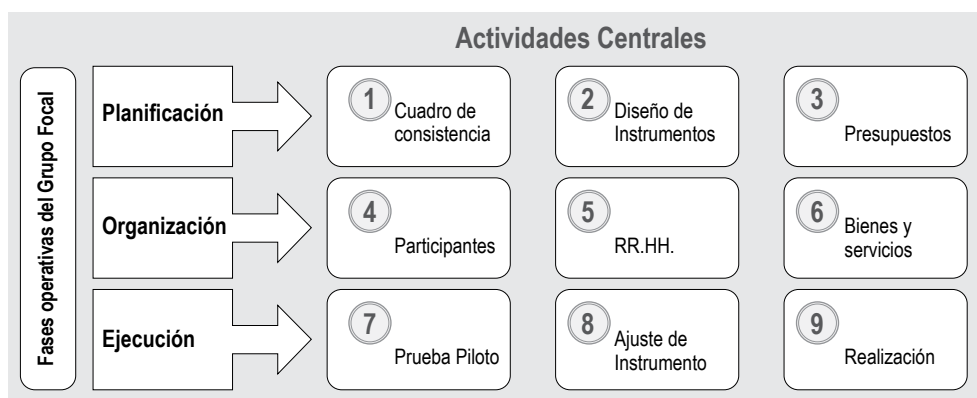 Actividades Centrales
Fases operativas del Grupo Focal
Planificación
1
Cuadro de
consistencia
2
Diseño de
Instrumentos
3
Presupuestos
Organización
4
Participantes
5
RR.HH.
6
Bienes y
servicios
Ejecución
7
Prueba Piloto
8
Ajuste de
Instrumento
9
Realización